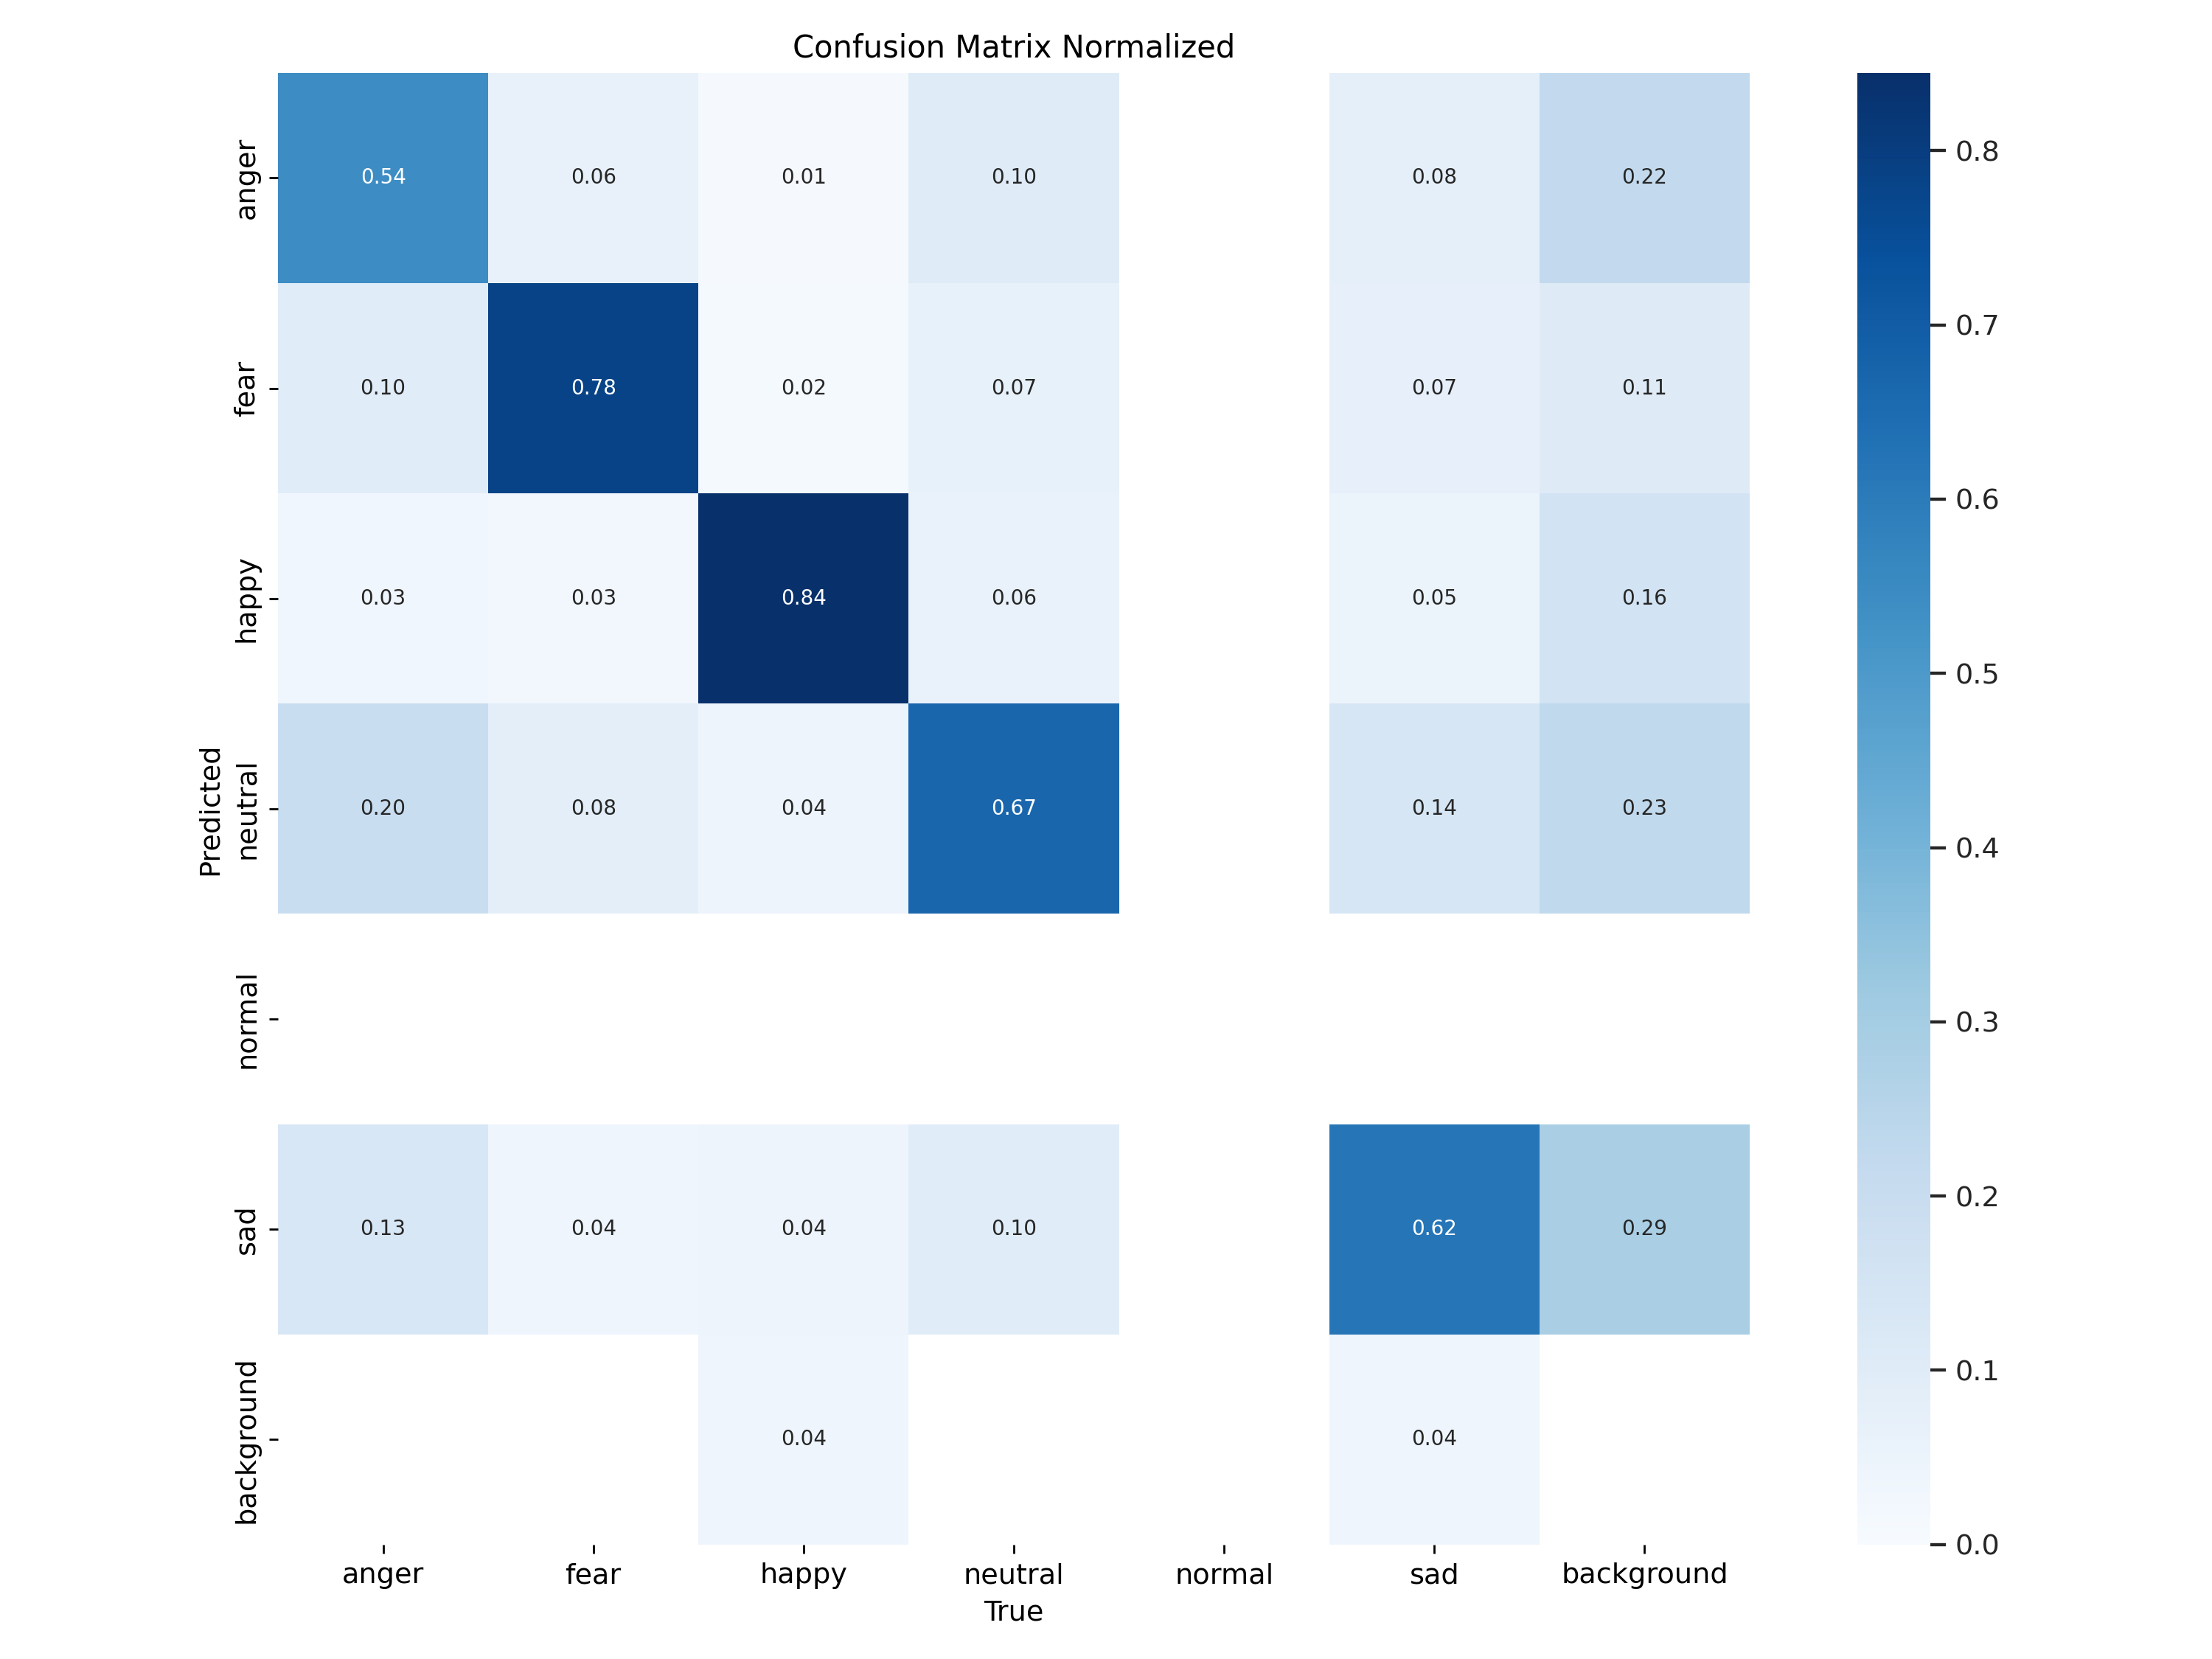 Confusion Matrix Normalized
anger 0.54 0.06 0.01 0.10 0.08 0.22
fear 0.10 0.78 0.02 0.07 0.07 0.11
happy 0.03 0.03 0.84 0.06 0.05 0.16
neutral 0.20 0.08 0.04 0.67 0.14 0.23
normal
sad 0.13 0.04 0.04 0.10 0.62 0.29
background 0.04 0.04
Predicted
anger fear happy neutral normal sad background
True
0.8
0.7
0.6
0.5
0.4
0.3
0.2
0.1
0.0